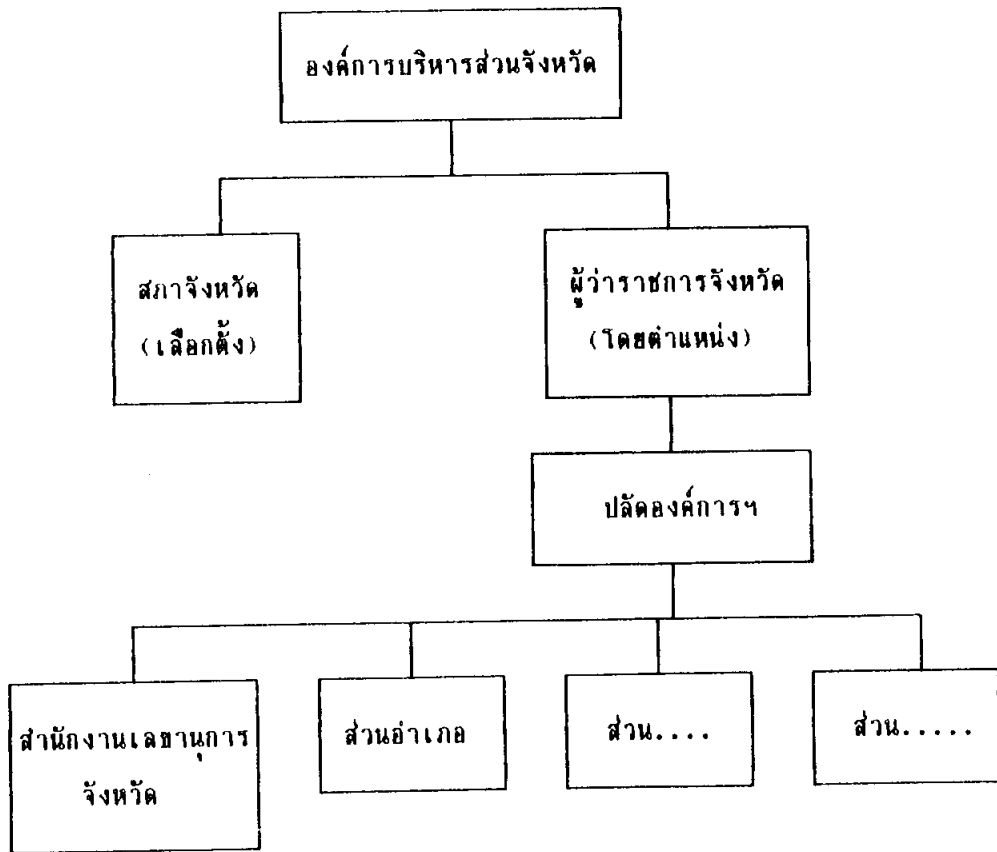 องค์การบริหารส่วนจังหวัด
สภาจังหวัด
(เลือกตั้ง)
ผู้ว่าราชการจังหวัด
(โดยตำแหน่ง)
ปลัดองค์การฯ
สำนักงานเลขานุการ
จังหวัด
ส่วนอำเภอ
ส่วน....
ส่วน.....